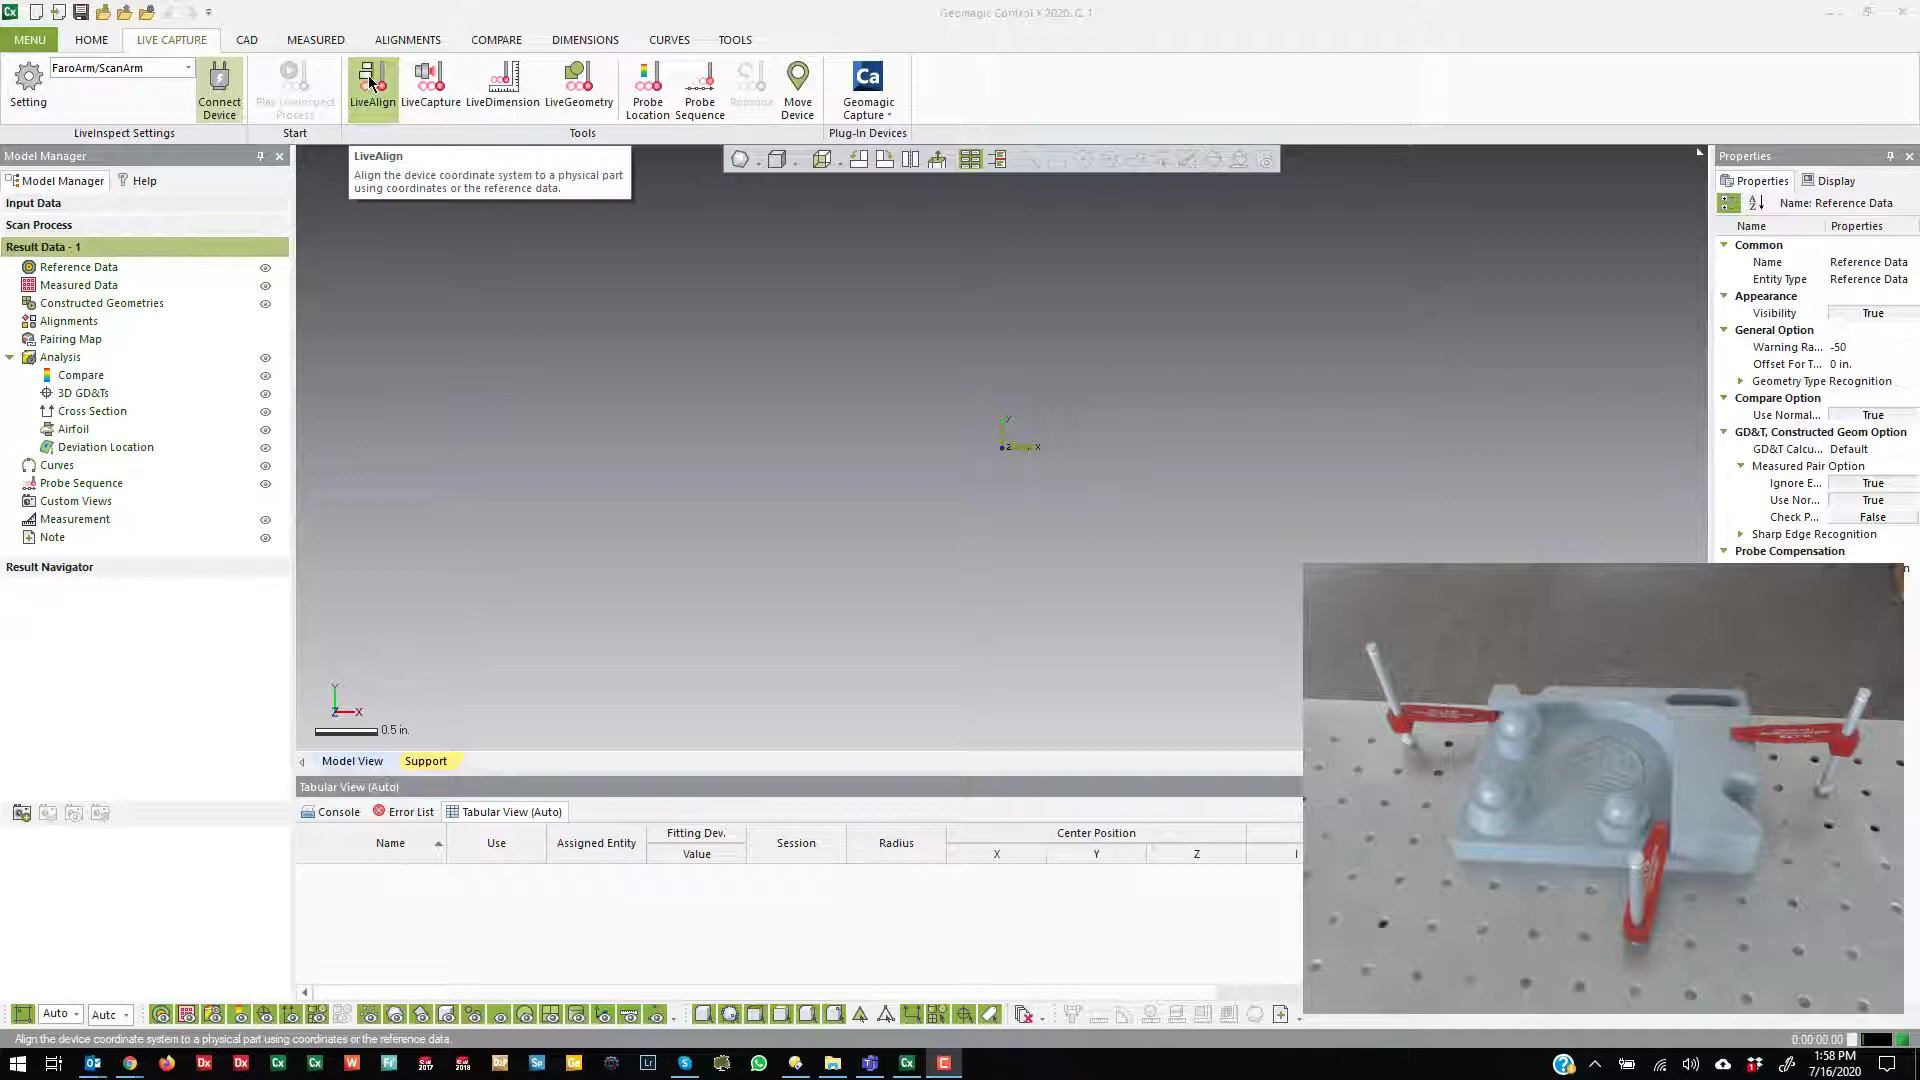 Geomagic Control X 2020.0.1
MENU
HOME
LIVE CAPTURE
CAD
MEASURED
ALIGNMENTS
COMPARE
DIMENSIONS
CURVES
TOOLS
FaroArm/ScanArm
Setting
Connect Device
Play LiveInspect Process
LiveAlign
LiveCapture
LiveDimension
LiveGeometry
Probe Location
Probe Sequence
Move Device
Ca
Geomagic Capture
LiveInspect Settings
Start
Tools
Plug-In Devices
Model Manager
Model Manager
Help
Input Data
Scan Process
Result Data - 1
Reference Data
Measured Data
Constructed Geometries
Alignments
Pairing Map
Analysis
Compare
3D GD&Ts
Cross Section
Airfoil
Deviation Location
Curves
Probe Sequence
Custom Views
Measurement
Note
Result Navigator
LiveAlign
Align the device coordinate system to a physical part
using coordinates or the reference data.
Y
X
Z
0.5 in.
Model View
Support
Tabular View (Auto)
Console
Error List
Tabular View (Auto)
Name
Use
Assigned Entity
Fitting Dev.
Value
Session
Radius
Center Position
X
Y
Z
I
Properties
Properties
Display
Name: Reference Data
Name
Properties
Common
Name
Reference Data
Entity Type
Reference Data
Appearance
Visibility
True
General Option
Warning Ra...
-50
Offset For T...
0 in.
Geometry Type Recognition
Compare Option
Use Normal...
True
GD&T, Constructed Geom Option
GD&T Calcu...
Default
Measured Pair Option
Ignore E...
True
Use Nor...
True
Check P...
False
Sharp Edge Recognition
Probe Compensation
Auto
Auto
Align the device coordinate system to a physical part using coordinates or the reference data.
0:00:00.00
1:58 PM
7/16/2020